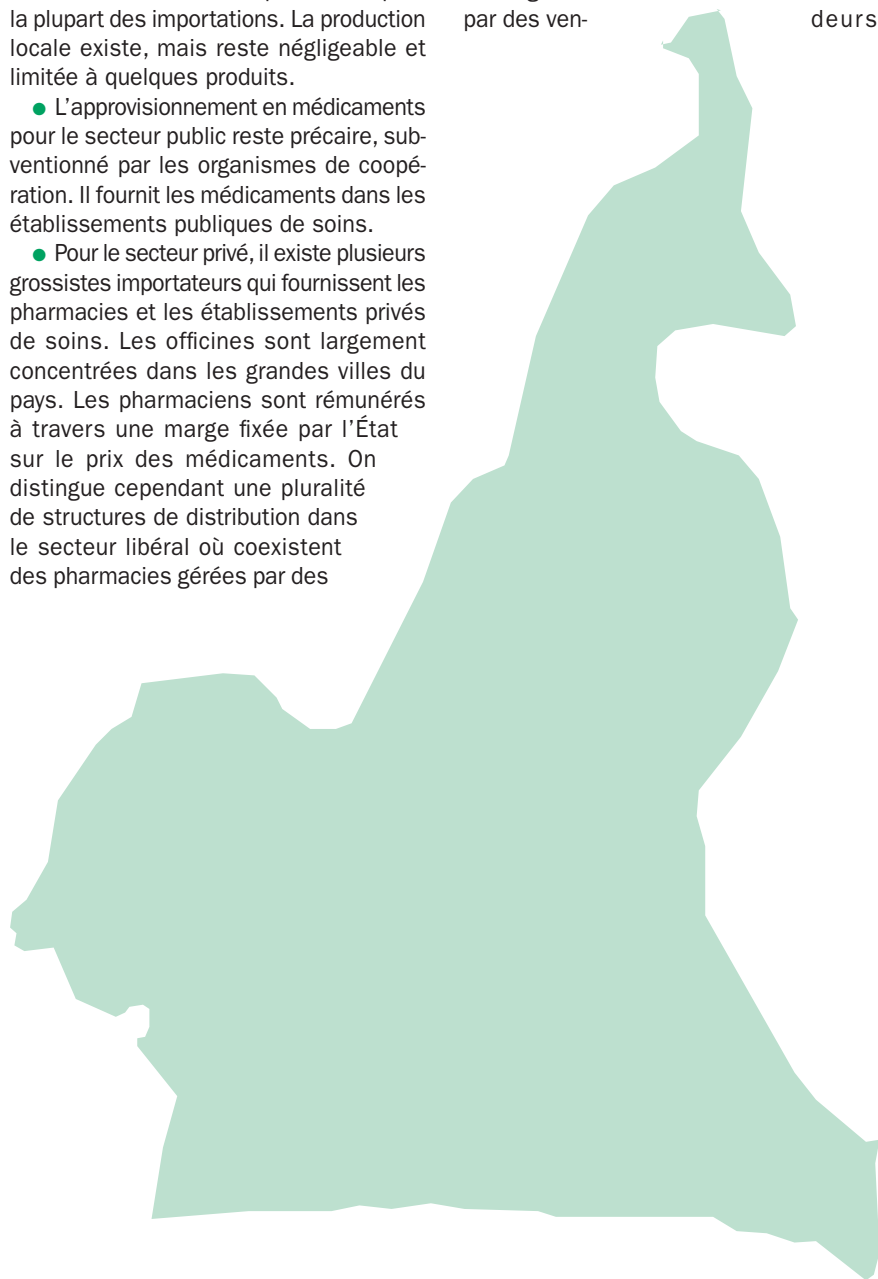 la plupart des importations. La production
locale existe, mais reste négligeable et
limitée à quelques produits.
● L'approvisionnement en médicaments
pour le secteur public reste précaire, sub-
ventionné par les organismes de coopé-
ration. Il fournit les médicaments dans les
établissements publiques de soins.
● Pour le secteur privé, il existe plusieurs
grossistes importateurs qui fournissent les
pharmacies et les établissements privés
de soins. Les officines sont largement
concentrées dans les grandes villes du
pays. Les pharmaciens sont rémunérés
à travers une marge fixée par l'État
sur le prix des médicaments. On
distingue cependant une pluralité
de structures de distribution dans
le secteur libéral où coexistent
des pharmacies gérées par des
par des ven- deurs